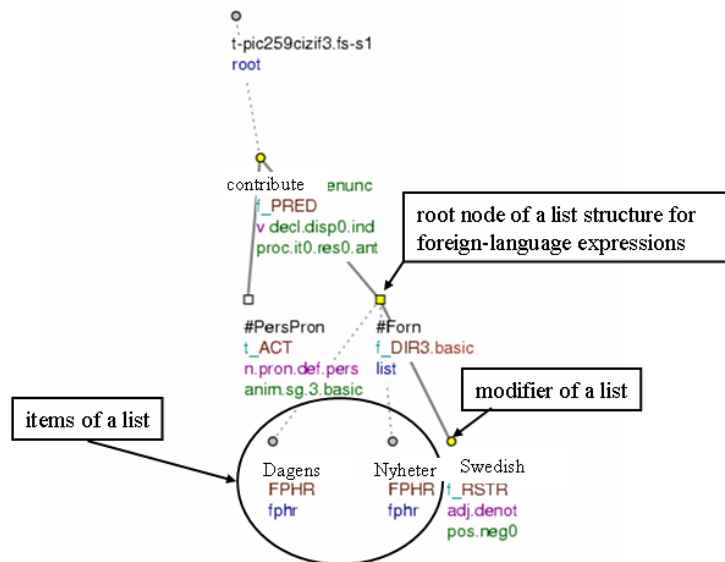 t-pic259cizif3.fs-s1
root
contribute enunc
f_PRED
v decl.disp0.ind
proc.it0.res0.ant
root node of a list structure for
foreign-language expressions
#PersPron
t_ACT
n.pron.def.pers
anim.sg.3.basic
#Forn
f_DIR3.basic
list
modifier of a list
items of a list
Dagens
FPHR
fphr
Nyheter
FPHR
fphr
Swedish
f_RSTR
adj.denot
pos.neg0